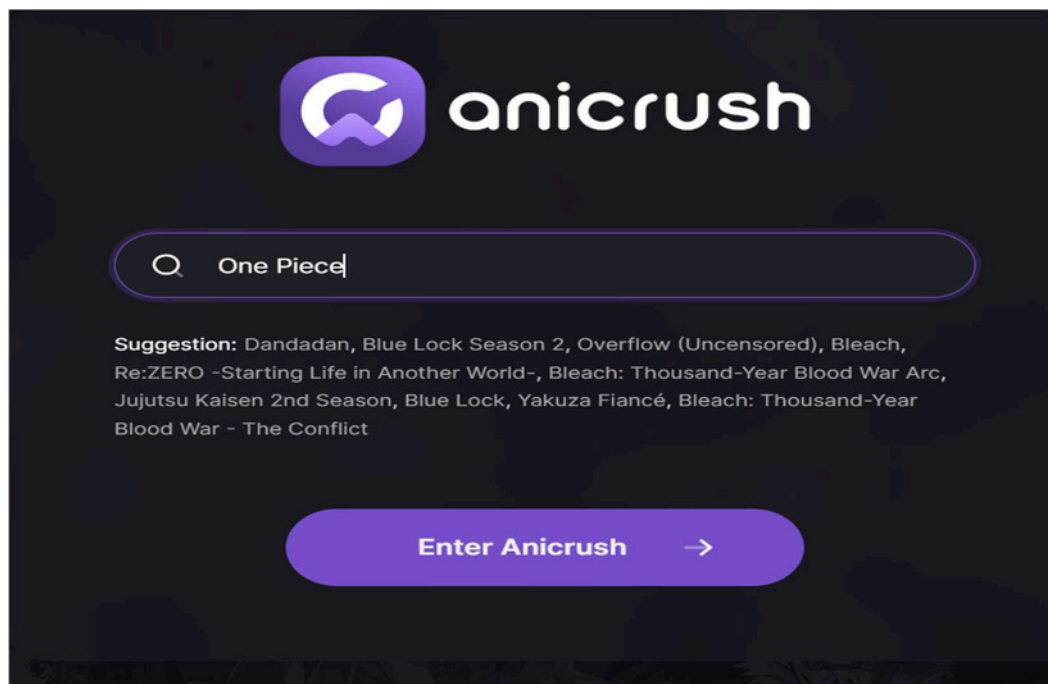 anicrush
One Piece
Suggestion: Dandadan, Blue Lock Season 2, Overflow (Uncensored), Bleach,
Re:ZERO -Starting Life in Another World-, Bleach: Thousand-Year Blood War Arc,
Jujutsu Kaisen 2nd Season, Blue Lock, Yakuza Fiancé, Bleach: Thousand-Year
Blood War - The Conflict
Enter Anicrush